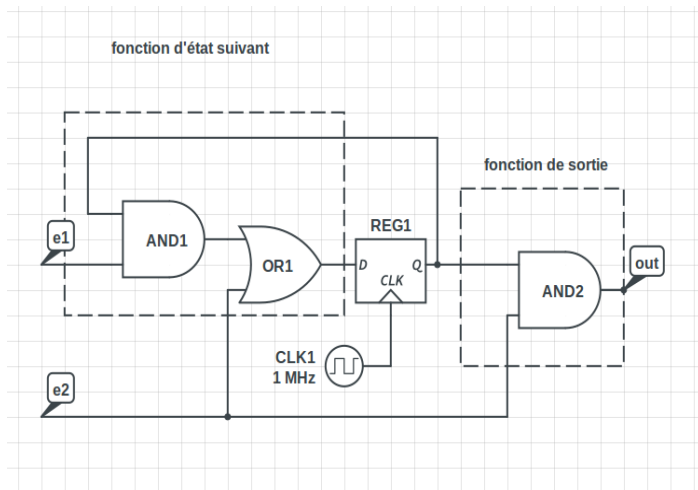 fonction d'état suivant
fonction de sortie
e1
AND1
OR1
REG1
D
Q
CLK
AND2
out
CLK1
1 MHz
e2